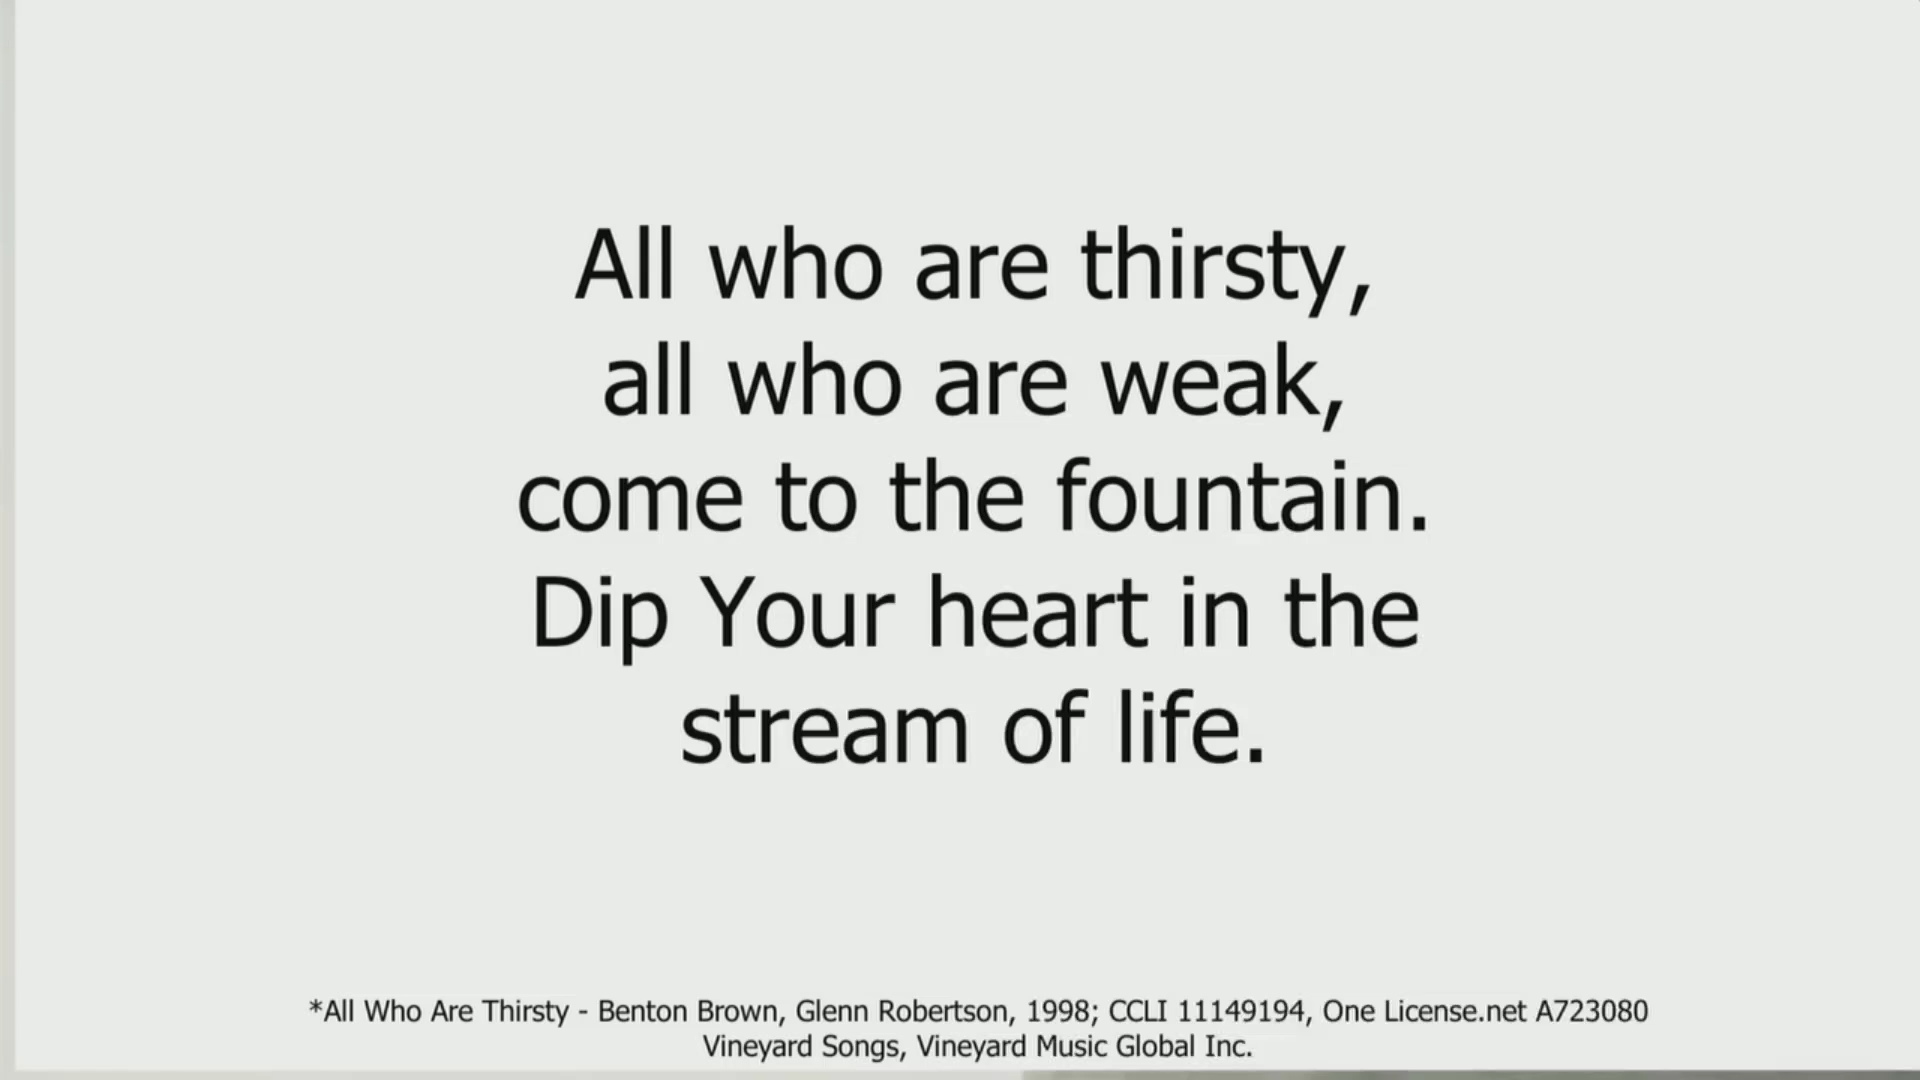 All who are thirsty,
all who are weak,
come to the fountain.
Dip Your heart in the
stream of life.
*All Who Are Thirsty - Benton Brown, Glenn Robertson, 1998; CCLI 11149194, One License.net A723080
Vineyard Songs, Vineyard Music Global Inc.